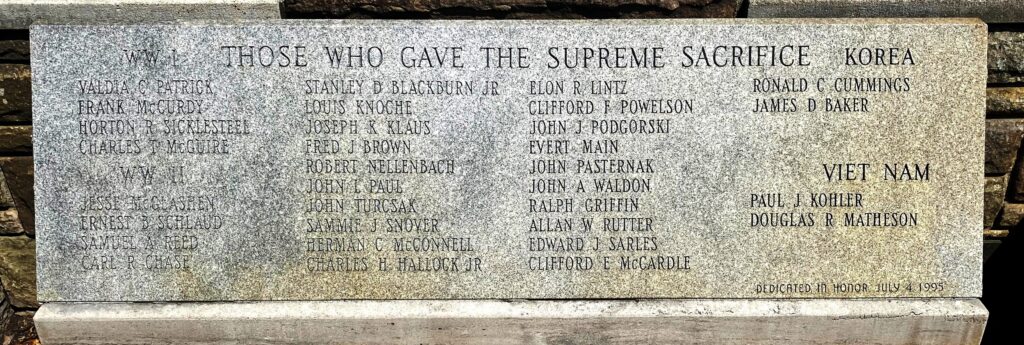 THOSE WHO GAVE THE SUPREME SACRIFICE
WW I
VALDIA C PATRICK
FRANK MCCURDY
HORTON R SICKLESTEEL
CHARLES T MCGUIRE
WW II
JESSE MCGLASHEN
ERNEST B SCHLAUD
SAMUEL A REED
CARL R CHASE
STANLEY D BLACKBURN JR
LOUIS KNOCHE
JOSEPH K KLAUS
FRED J BROWN
ROBERT NELLENBACH
JOHN L PAUL
JOHN TURCSAK
SAMMIE J SNOVER
HERMAN C MCCONNELL
CHARLES H HALLOCK JR
ELON R LINTZ
CLIFFORD F POWELSON
JOHN J PODGORSKI
EVERT MAIN
JOHN PASTERNAK
JOHN A WALDON
RALPH GRIFFIN
ALLAN W RUTTER
EDWARD J SARLES
CLIFFORD E MCCARDLE
KOREA
RONALD C CUMMINGS
JAMES D BAKER
VIET NAM
PAUL J KOHLER
DOUGLAS R MATHESON
DEDICATED IN HONOR JULY 4 1995